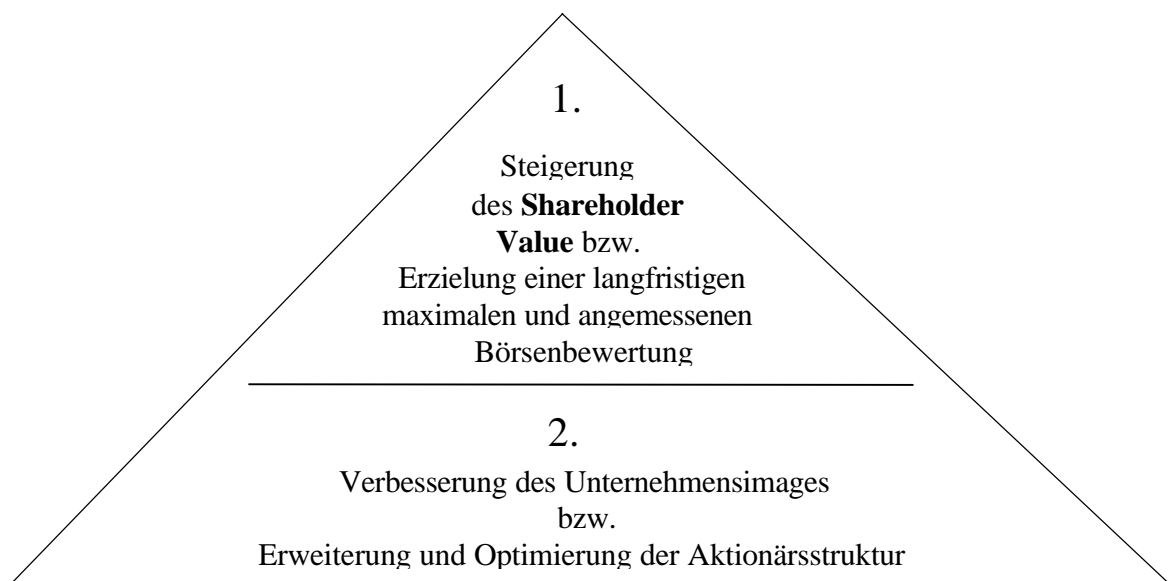 1.
Steigerung
des Shareholder
Value bzw.
Erzielung einer langfristigen
maximalen und angemessenen
Börsenbewertung
2.
Verbesserung des Unternehmensimages
bzw.
Erweiterung und Optimierung der Aktionärsstruktur